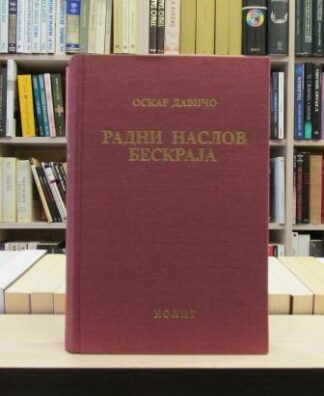 ОСКАР ДАВИЧО
РАДНИ НАСЛОВ
БЕСКРАЈА
НОЛИТ